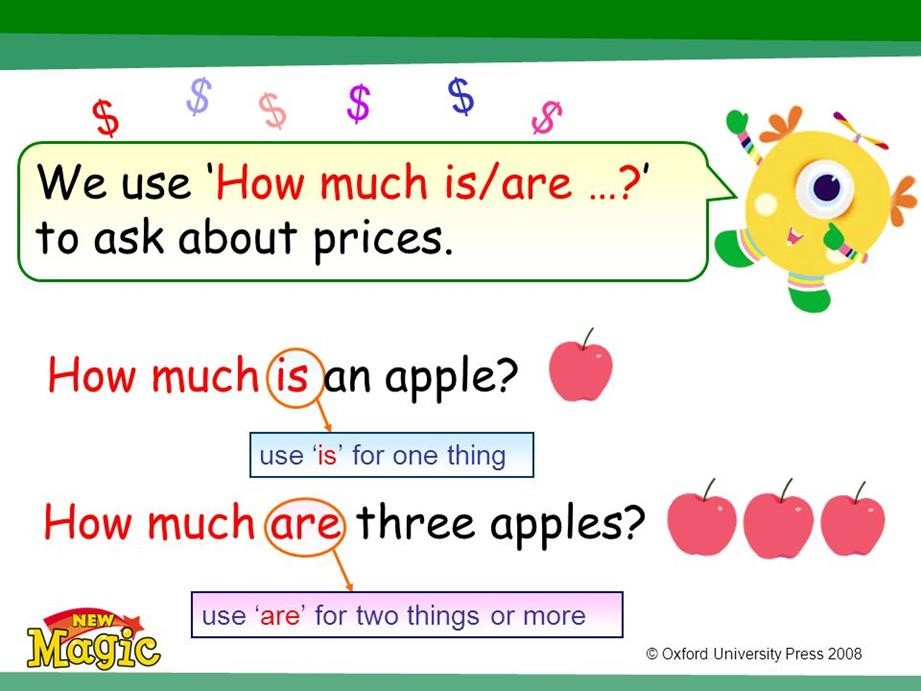 $ $ $ $ $ $
We use ‘How much is/are …?’
to ask about prices.
How much is an apple?
use ‘is’ for one thing
How much are three apples?
use ‘are’ for two things or more
NEW
Magic
© Oxford University Press 2008